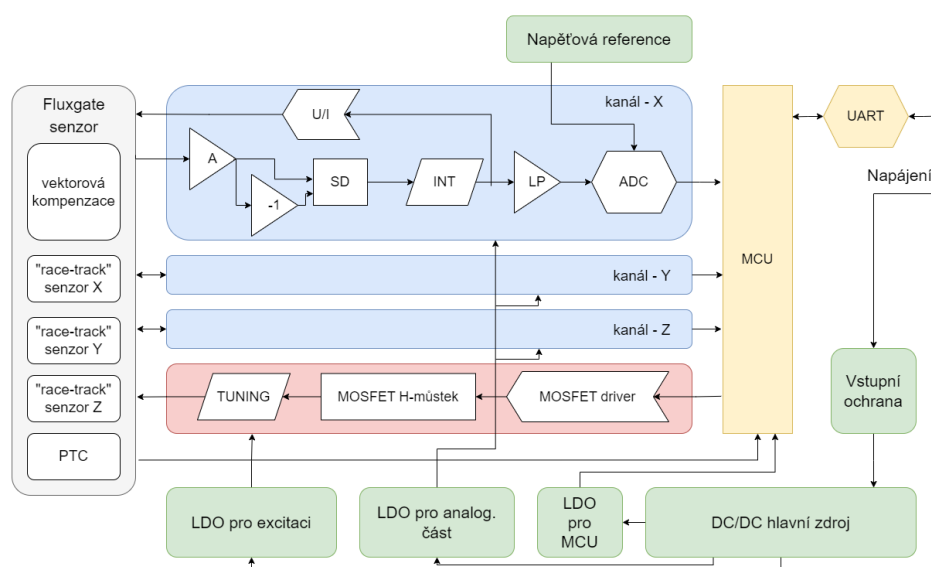 Napěťová reference
Fluxgate
senzor
vektorová
kompenzace
"race-track"
senzor X
"race-track"
senzor Y
"race-track"
senzor Z
PTC
kanál - X
U/I
A
-1
SD
INT
LP
ADC
kanál - Y
kanál - Z
TUNING
MOSFET H-můstek
MOSFET driver
MCU
UART
Napájení
Vstupní
ochrana
LDO pro excitaci
LDO pro analog.
část
LDO
pro
MCU
DC/DC hlavní zdroj